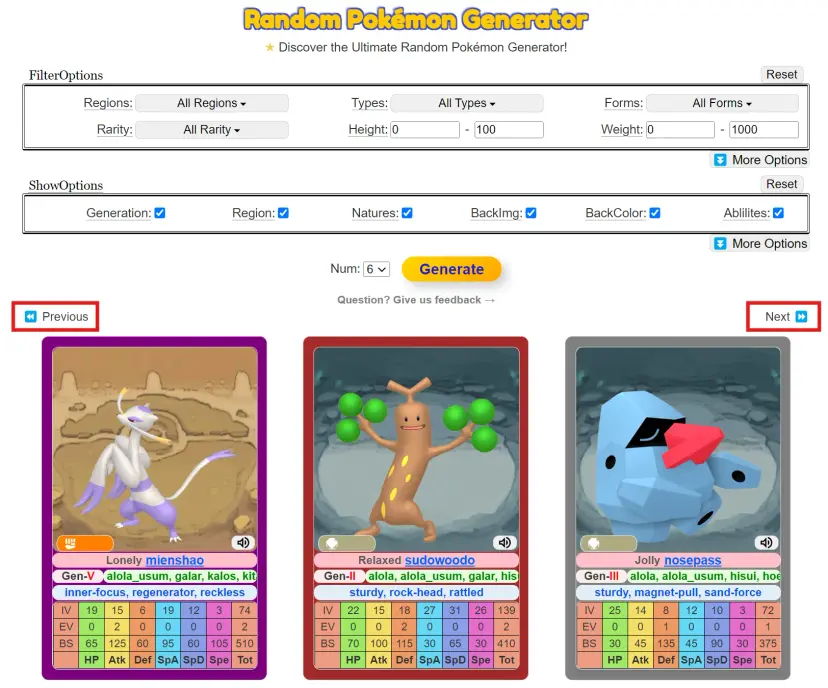 Random Pokémon Generator
★ Discover the Ultimate Random Pokémon Generator!
FilterOptions Reset
Regions: All Regions Types: All Types Forms: All Forms
Rarity: All Rarity Height: 0 - 100 Weight: 0 - 1000
More Options
ShowOptions Reset
Generation: Region: Natures: BackImg: BackColor: Ablilites:
More Options
Num: 6 Generate
Question? Give us feedback →
Previous Next
Lonely mienshao
Gen-V alola_usum, galar, kalos, kit
inner-focus, regenerator, reckless
IV 19 15 6 19 12 3 74
EV 0 2 0 0 0 0 2
BS 65 125 60 95 60 105 510
HP Atk Def SpA SpD Spe Tot
Relaxed sudowoodo
Gen-II alola, alola_usum, galar, his
sturdy, rock-head, rattled
IV 22 15 18 27 31 26 139
EV 0 0 2 0 0 0 2
BS 70 100 115 30 65 30 410
HP Atk Def SpA SpD Spe Tot
Jolly nosepass
Gen-III alola, alola_usum, hisui, hoe
sturdy, magnet-pull, sand-force
IV 25 14 8 12 10 3 72
EV 0 0 1 0 0 0 1
BS 30 45 135 45 90 30 375
HP Atk Def SpA SpD Spe Tot